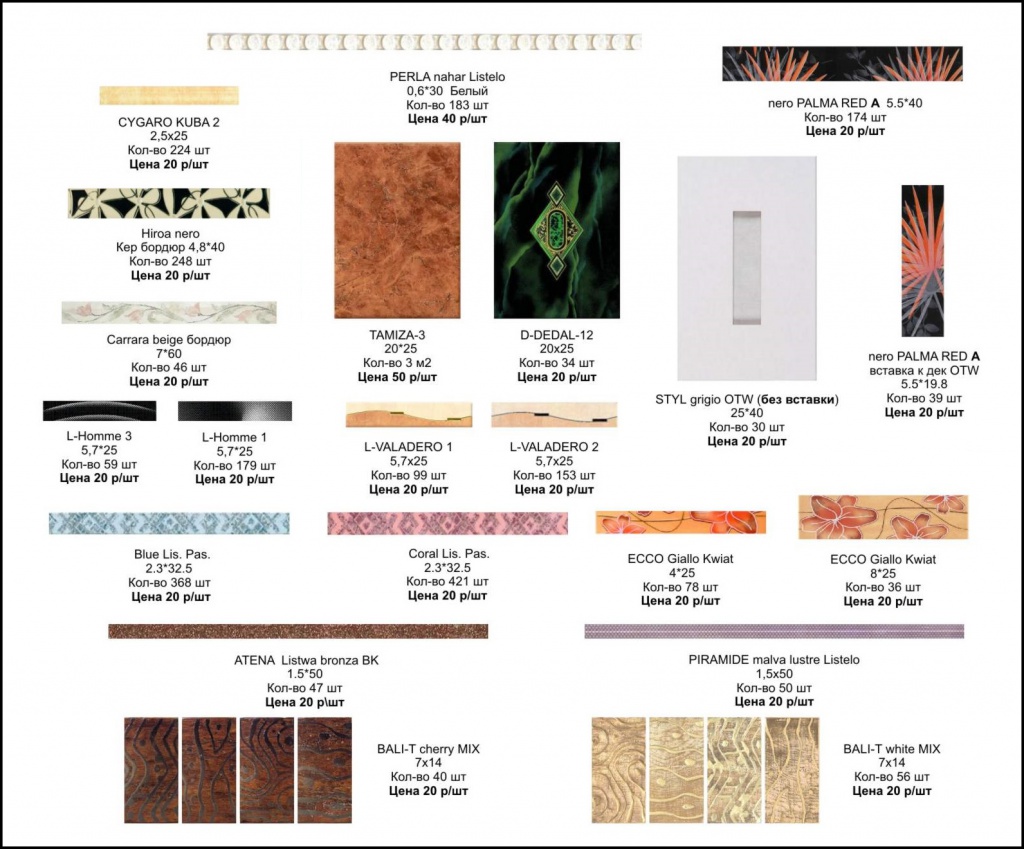 PERLA nahar Listelo
0,6*30 Белый
Кол-во 183 шт
Цена 40 р/шт
nero PALMA RED A 5.5*40
Кол-во 174 шт
Цена 20 р/шт
CYGARO KUBA 2
2,5x25
Кол-во 224 шт
Цена 20 р/шт
Hiroa nero
Кер бордюр 4,8*40
Кол-во 248 шт
Цена 20 р/шт
Carrara beige бордюр
7*60
Кол-во 46 шт
Цена 20 р/шт
TAMIZA-3
20*25
Кол-во 3 м2
Цена 50 р/шт
D-DEDAL-12
20x25
Кол-во 34 шт
Цена 20 р/шт
STYL grigio OTW (без вставки)
25*40
Кол-во 30 шт
Цена 20 р/шт
nero PALMA RED A
вставка к дек OTW
5.5*19.8
Кол-во 39 шт
Цена 20 р/шт
L-Homme 3
5,7*25
Кол-во 59 шт
Цена 20 р/шт
L-Homme 1
5,7*25
Кол-во 179 шт
Цена 20 р/шт
L-VALADERO 1
5,7x25
Кол-во 99 шт
Цена 20 р/шт
L-VALADERO 2
5,7x25
Кол-во 153 шт
Цена 20 р/шт
Blue Lis. Pas.
2.3*32.5
Кол-во 368 шт
Цена 20 р/шт
Coral Lis. Pas.
2.3*32.5
Кол-во 421 шт
Цена 20 р/шт
ECCO Giallo Kwiat
4*25
Кол-во 78 шт
Цена 20 р/шт
ECCO Giallo Kwiat
8*25
Кол-во 36 шт
Цена 20 р/шт
ATENA Listwa bronza BK
1.5*50
Кол-во 47 шт
Цена 20 р\шт
PIRAMIDE malva lustre Listelo
1,5x50
Кол-во 50 шт
Цена 20 р/шт
BALI-T cherry MIX
7x14
Кол-во 40 шт
Цена 20 р/шт
BALI-T white MIX
7x14
Кол-во 56 шт
Цена 20 р/шт